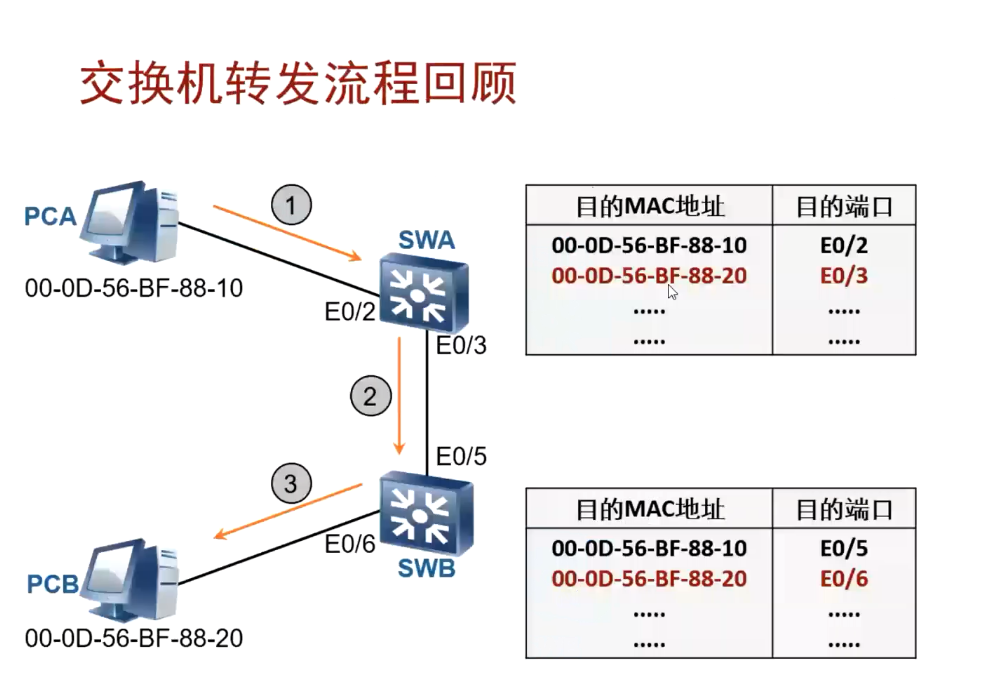 交换机转发流程回顾
PCA
00-0D-56-BF-88-10
1
SWA
E0/2
E0/3
2
E0/5
3
E0/6
SWB
PCB
00-0D-56-BF-88-20
目的MAC地址 目的端口
00-0D-56-BF-88-10 E0/2
00-0D-56-BF-88-20 E0/3
..... .....
..... .....
目的MAC地址 目的端口
00-0D-56-BF-88-10 E0/5
00-0D-56-BF-88-20 E0/6
..... .....
..... .....